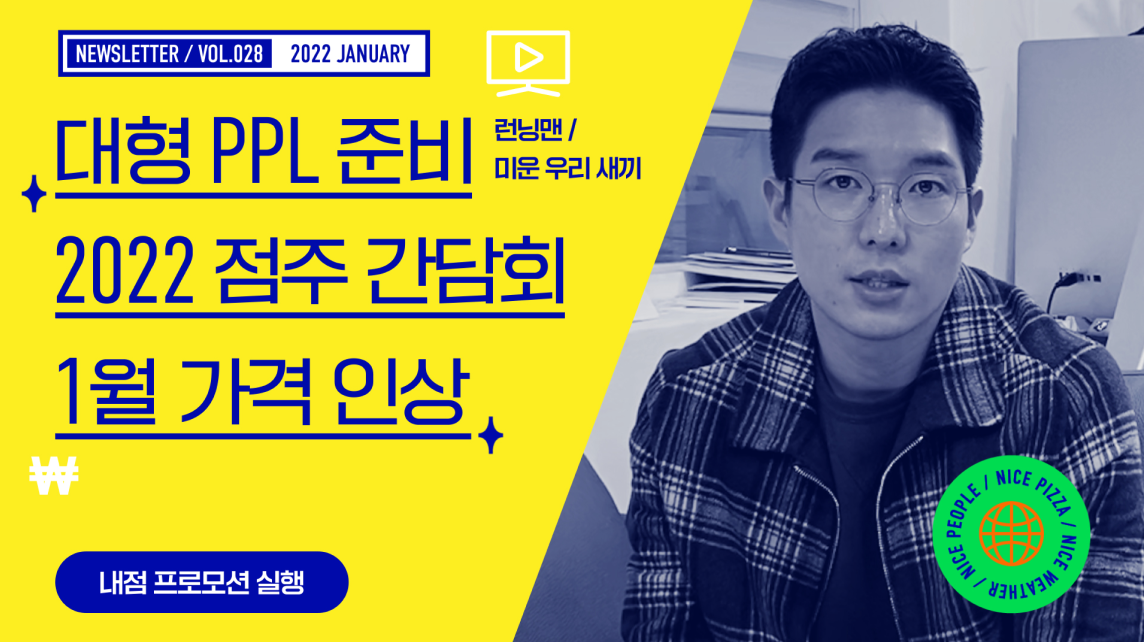 NEWSLETTER / VOL.028 2022 JANUARY
대형 PPL 준비
런닝맨 /
미운 우리 새끼
2022 점주 간담회
1월 가격 인상
₩
내점 프로모션 실행
NICE PEOPLE / NICE PIZZA / NICE WEATHER /